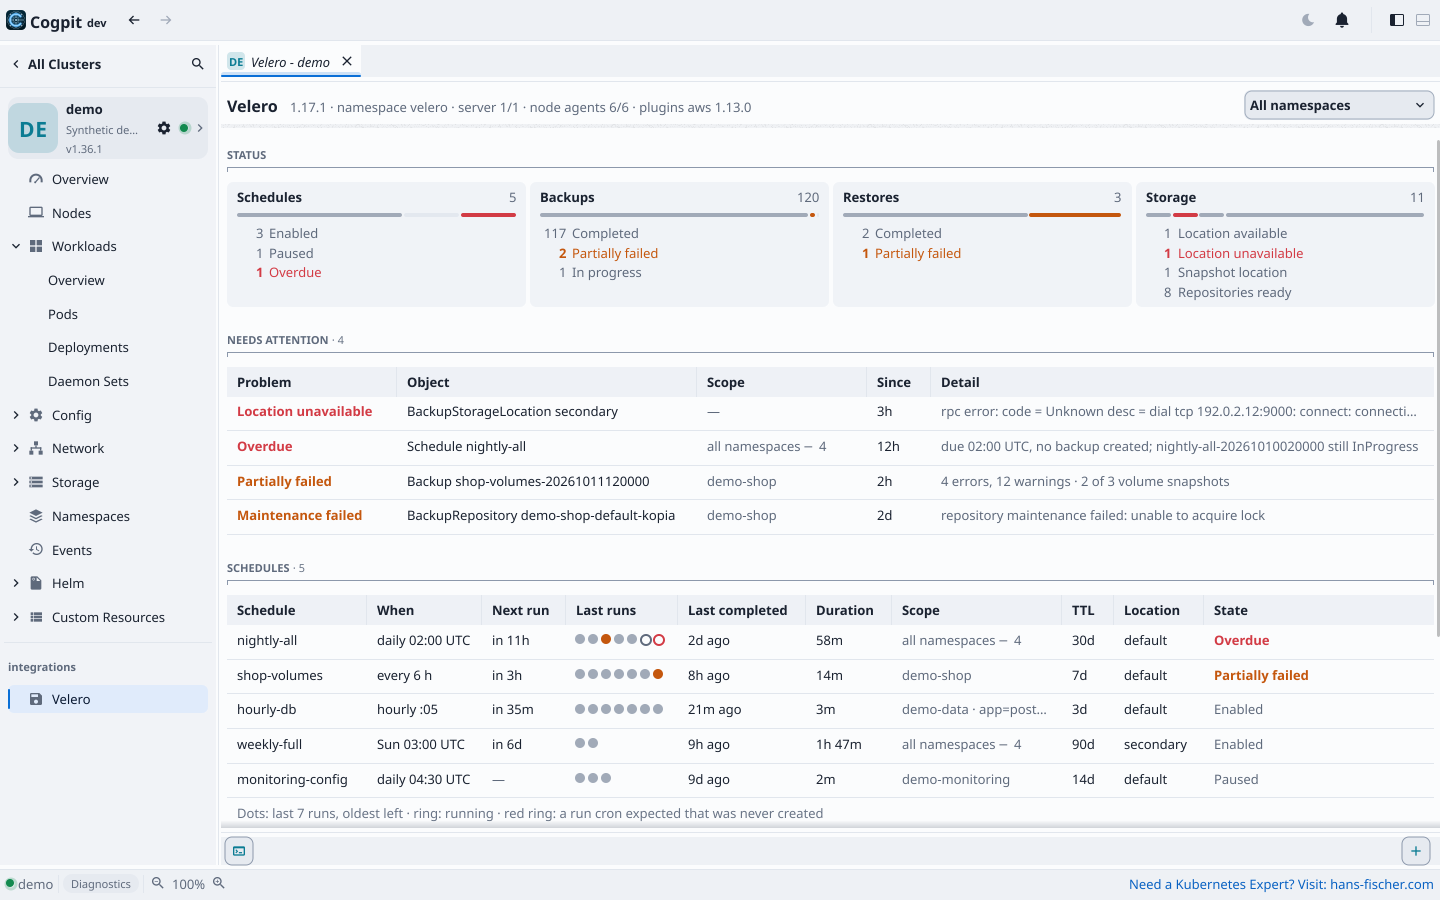 Cogpit dev
All Clusters
demo
DE
Synthetic de...
v1.36.1
Overview
Nodes
Workloads
Overview
Pods
Deployments
Daemon Sets
Config
Network
Storage
Namespaces
Events
Helm
Custom Resources
integrations
Velero
DE Velero - demo
Velero 1.17.1 · namespace velero · server 1/1 · node agents 6/6 · plugins aws 1.13.0
All namespaces
STATUS
Schedules 5
3 Enabled
1 Paused
1 Overdue
Backups 120
117 Completed
2 Partially failed
1 In progress
Restores 3
2 Completed
1 Partially failed
Storage 11
1 Location available
1 Location unavailable
1 Snapshot location
8 Repositories ready
NEEDS ATTENTION · 4
Problem Object Scope Since Detail
Location unavailable BackupStorageLocation secondary — 3h rpc error: code = Unknown desc = dial tcp 192.0.2.12:9000: connect: connecti...
Overdue Schedule nightly-all all namespaces − 4 12h due 02:00 UTC, no backup created; nightly-all-20261010020000 still InProgress
Partially failed Backup shop-volumes-20261011120000 demo-shop 2h 4 errors, 12 warnings · 2 of 3 volume snapshots
Maintenance failed BackupRepository demo-shop-default-kopia demo-shop 2d repository maintenance failed: unable to acquire lock
SCHEDULES · 5
Schedule When Next run Last runs Last completed Duration Scope TTL Location State
nightly-all daily 02:00 UTC in 11h 2d ago 58m all namespaces − 4 30d default Overdue
shop-volumes every 6 h in 3h 8h ago 14m demo-shop 7d default Partially failed
hourly-db hourly :05 in 35m 21m ago 3m demo-data · app=post... 3d default Enabled
weekly-full Sun 03:00 UTC in 6d 9h ago 1h 47m all namespaces − 4 90d secondary Enabled
monitoring-config daily 04:30 UTC — 9d ago 2m demo-monitoring 14d default Paused
Dots: last 7 runs, oldest left · ring: running · red ring: a run cron expected that was never created
demo Diagnostics 100% Need a Kubernetes Expert? Visit: hans-fischer.com